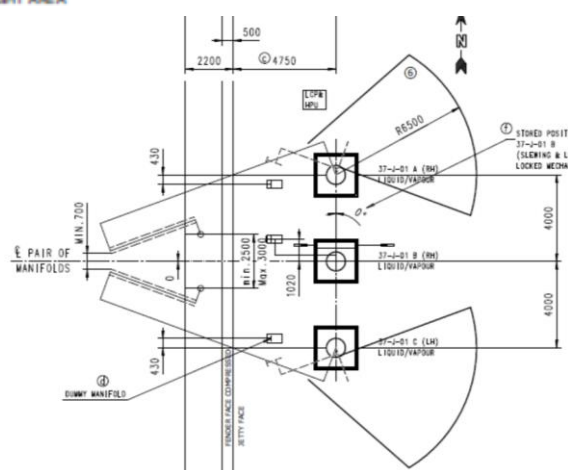 500
2200
Ⓒ 4750
N
LCP#
HPU
⑥
R6500
ⓕ STORED POSIT
37-J-01 B
(SLEWING & L
LOCKED MECHA
430
37-J-01 A (RH)
LIQUID/VAPOUR
0°
MIN.700
4000
℄ PAIR OF
MANIFOLDS
0
min.2500
Max.3000
1020
37-J-01 B (RH)
LIQUID/VAPOUR
4000
430
37-J-01 C (LH)
LIQUID/VAPOUR
ⓓ
DUMMY MANIFOLD
FENDER FACE COMPRESSED
JETTY FACE